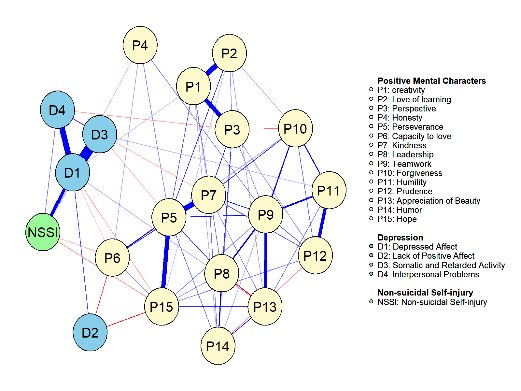 P4
P2
P1
D4
D3
P3
P10
D1
P7
P11
P5
P9
NSSI
P6
P12
P8
P15
P13
D2
P14
Positive Mental Characters
P1: creativity
P2: Love of learning
P3: Perspective
P4: Honesty
P5: Perseverance
P6: Capacity to love
P7: Kindness
P8: Leadership
P9: Teamwork
P10: Forgiveness
P11: Humility
P12: Prudence
P13: Appreciation of Beauty
P14: Humor
P15: Hope
Depression
D1: Depressed Affect
D2: Lack of Positive Affect
D3: Somatic and Retarded Activity
D4: Interpersonal Problems
Non-suicidal Self-injury
NSSI: Non-suicidal Self-injury